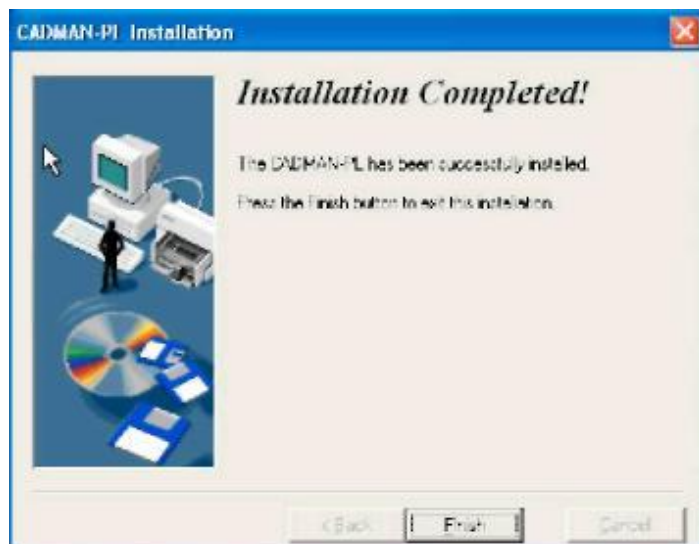 CADMAN-PL Installation
Installation Completed!
The CADMAN-PL has been successfully installed.
Press the Finish button to exit this installation.
< Back
Finish
Cancel